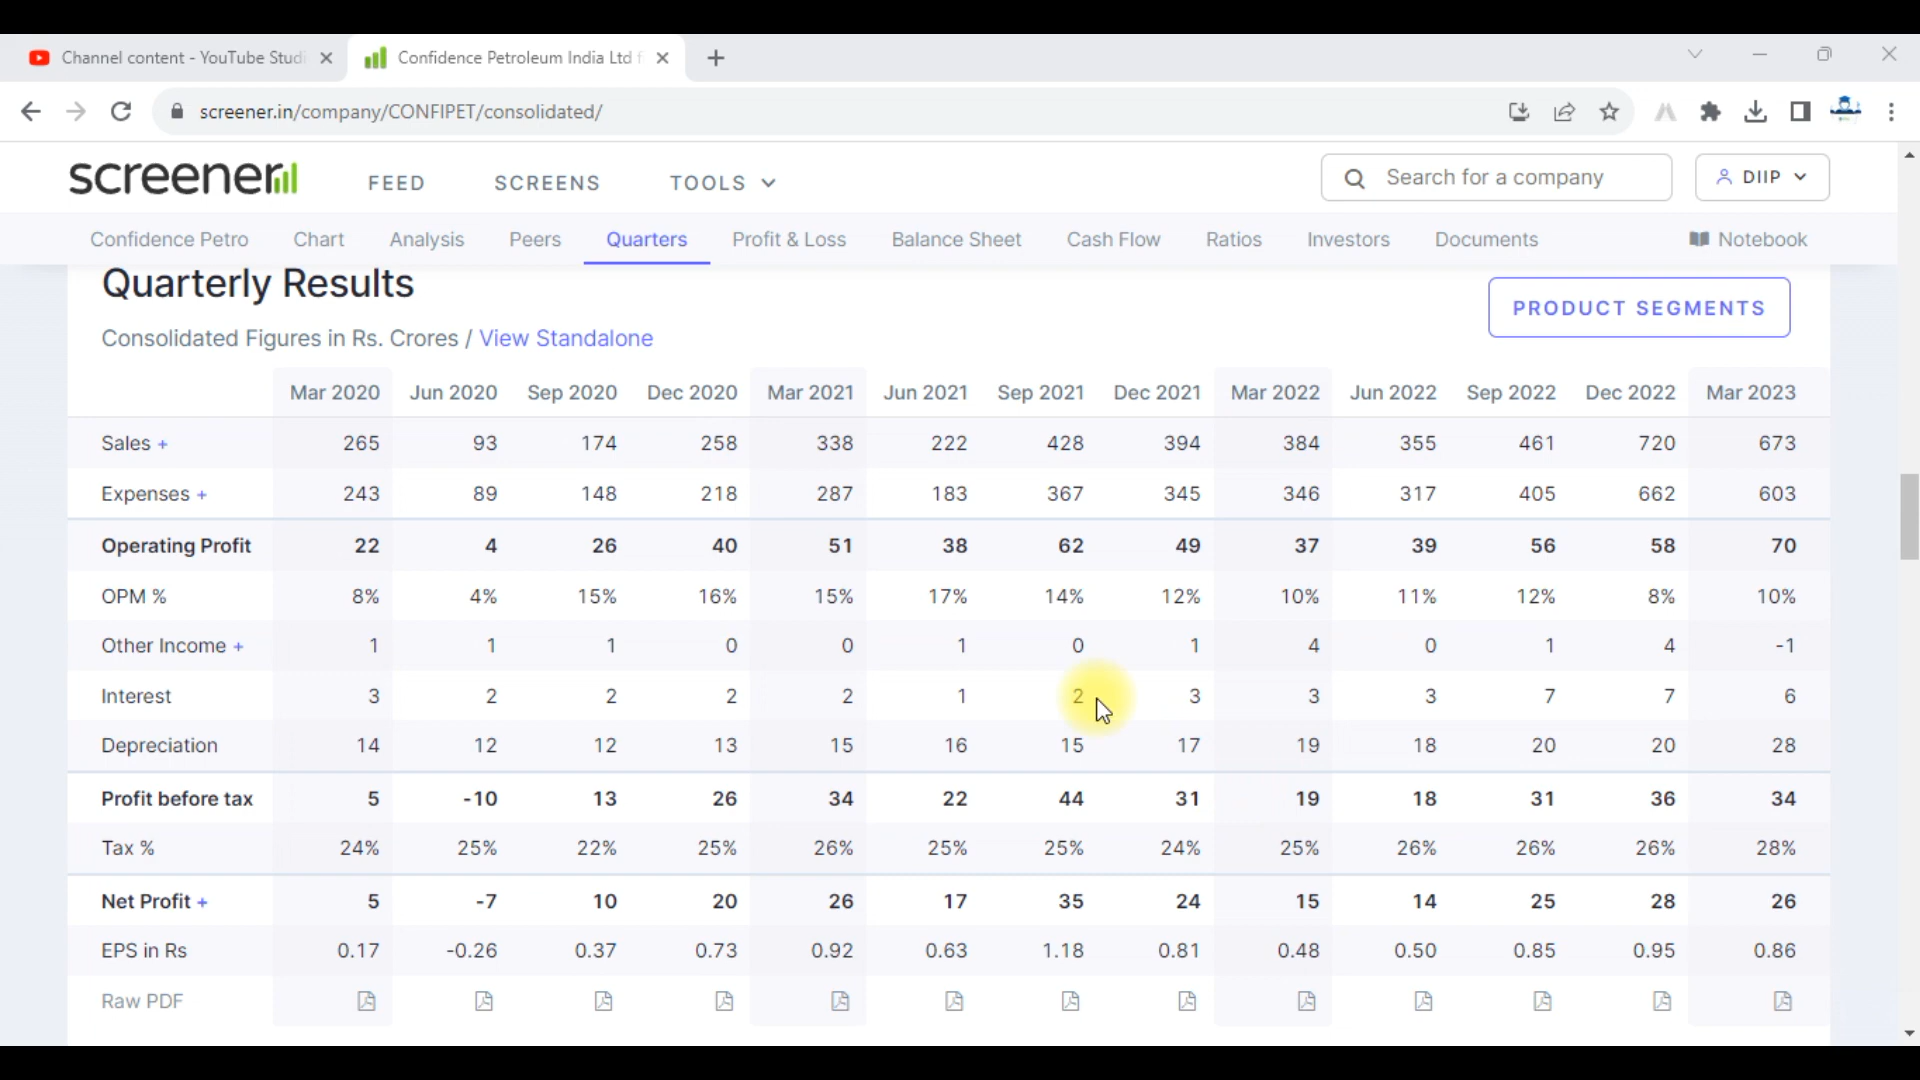 Channel content - YouTube Studi
Confidence Petroleum India Ltd f
screener.in/company/CONFIPET/consolidated/
screener
FEED SCREENS TOOLS
Search for a company
DIIP
Confidence Petro Chart Analysis Peers Quarters Profit & Loss Balance Sheet Cash Flow Ratios Investors Documents Notebook
Quarterly Results
PRODUCT SEGMENTS
Consolidated Figures in Rs. Crores / View Standalone
Mar 2020 Jun 2020 Sep 2020 Dec 2020 Mar 2021 Jun 2021 Sep 2021 Dec 2021 Mar 2022 Jun 2022 Sep 2022 Dec 2022 Mar 2023
Sales + 265 93 174 258 338 222 428 394 384 355 461 720 673
Expenses + 243 89 148 218 287 183 367 345 346 317 405 662 603
Operating Profit 22 4 26 40 51 38 62 49 37 39 56 58 70
OPM % 8% 4% 15% 16% 15% 17% 14% 12% 10% 11% 12% 8% 10%
Other Income + 1 1 1 0 0 1 0 1 4 0 1 4 -1
Interest 3 2 2 2 2 1 2 3 3 3 7 7 6
Depreciation 14 12 12 13 15 16 15 17 19 18 20 20 28
Profit before tax 5 -10 13 26 34 22 44 31 19 18 31 36 34
Tax % 24% 25% 22% 25% 26% 25% 25% 24% 25% 26% 26% 26% 28%
Net Profit + 5 -7 10 20 26 17 35 24 15 14 25 28 26
EPS in Rs 0.17 -0.26 0.37 0.73 0.92 0.63 1.18 0.81 0.48 0.50 0.85 0.95 0.86
Raw PDF